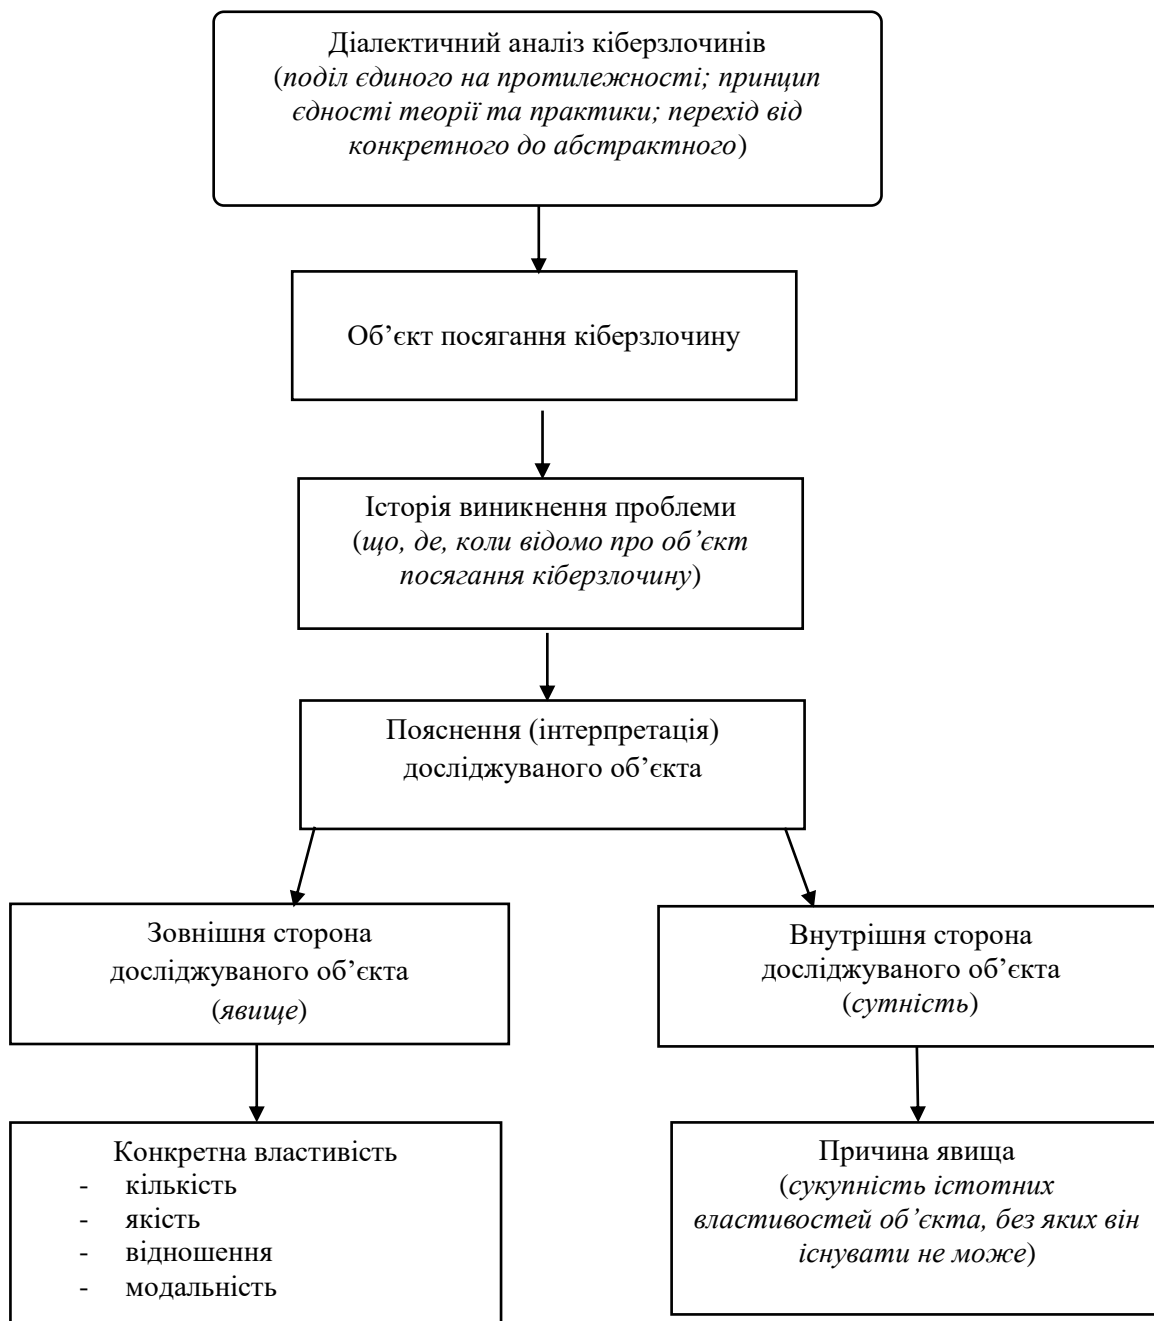 Діалектичний аналіз кіберзлочинів
(поділ єдиного на протилежності; принцип
єдності теорії та практики; перехід від
конкретного до абстрактного)
Об’єкт посягання кіберзлочину
Історія виникнення проблеми
(що, де, коли відомо про об’єкт
посягання кіберзлочину)
Пояснення (інтерпретація)
досліджуваного об’єкта
Зовнішня сторона
досліджуваного об’єкта
(явище)
Внутрішня сторона
досліджуваного об’єкта
(сутність)
Конкретна властивість
- кількість
- якість
- відношення
- модальність
Причина явища
(сукупність істотних
властивостей об’єкта, без яких він
існувати не може)